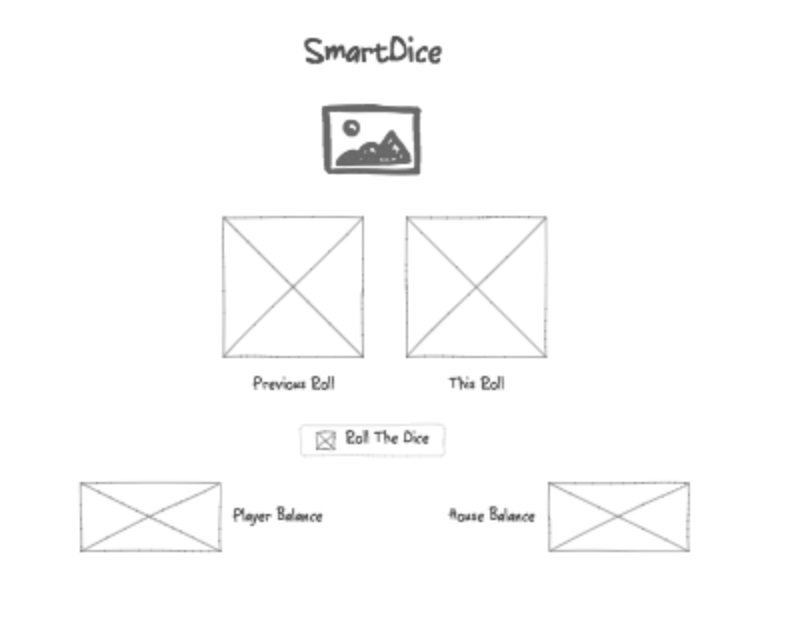 SmartDice
Previous Roll
This Roll
Roll The Dice
Player Balance
House Balance